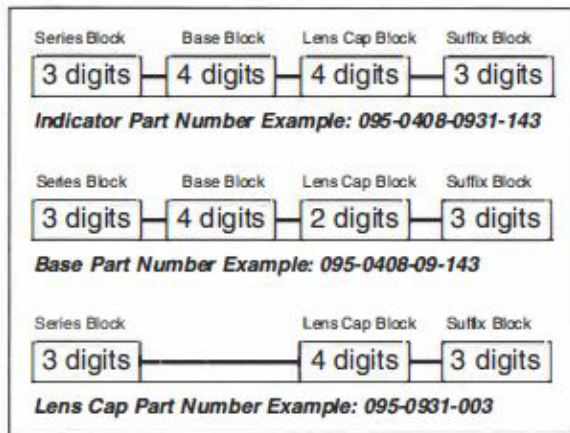 Series Block Base Block Lens Cap Block Suffix Block
3 digits 4 digits 4 digits 3 digits
Indicator Part Number Example: 095-0408-0931-143
Series Block Base Block Lens Cap Block Suffix Block
3 digits 4 digits 2 digits 3 digits
Base Part Number Example: 095-0408-09-143
Series Block Lens Cap Block Suffix Block
3 digits 4 digits 3 digits
Lens Cap Part Number Example: 095-0931-003